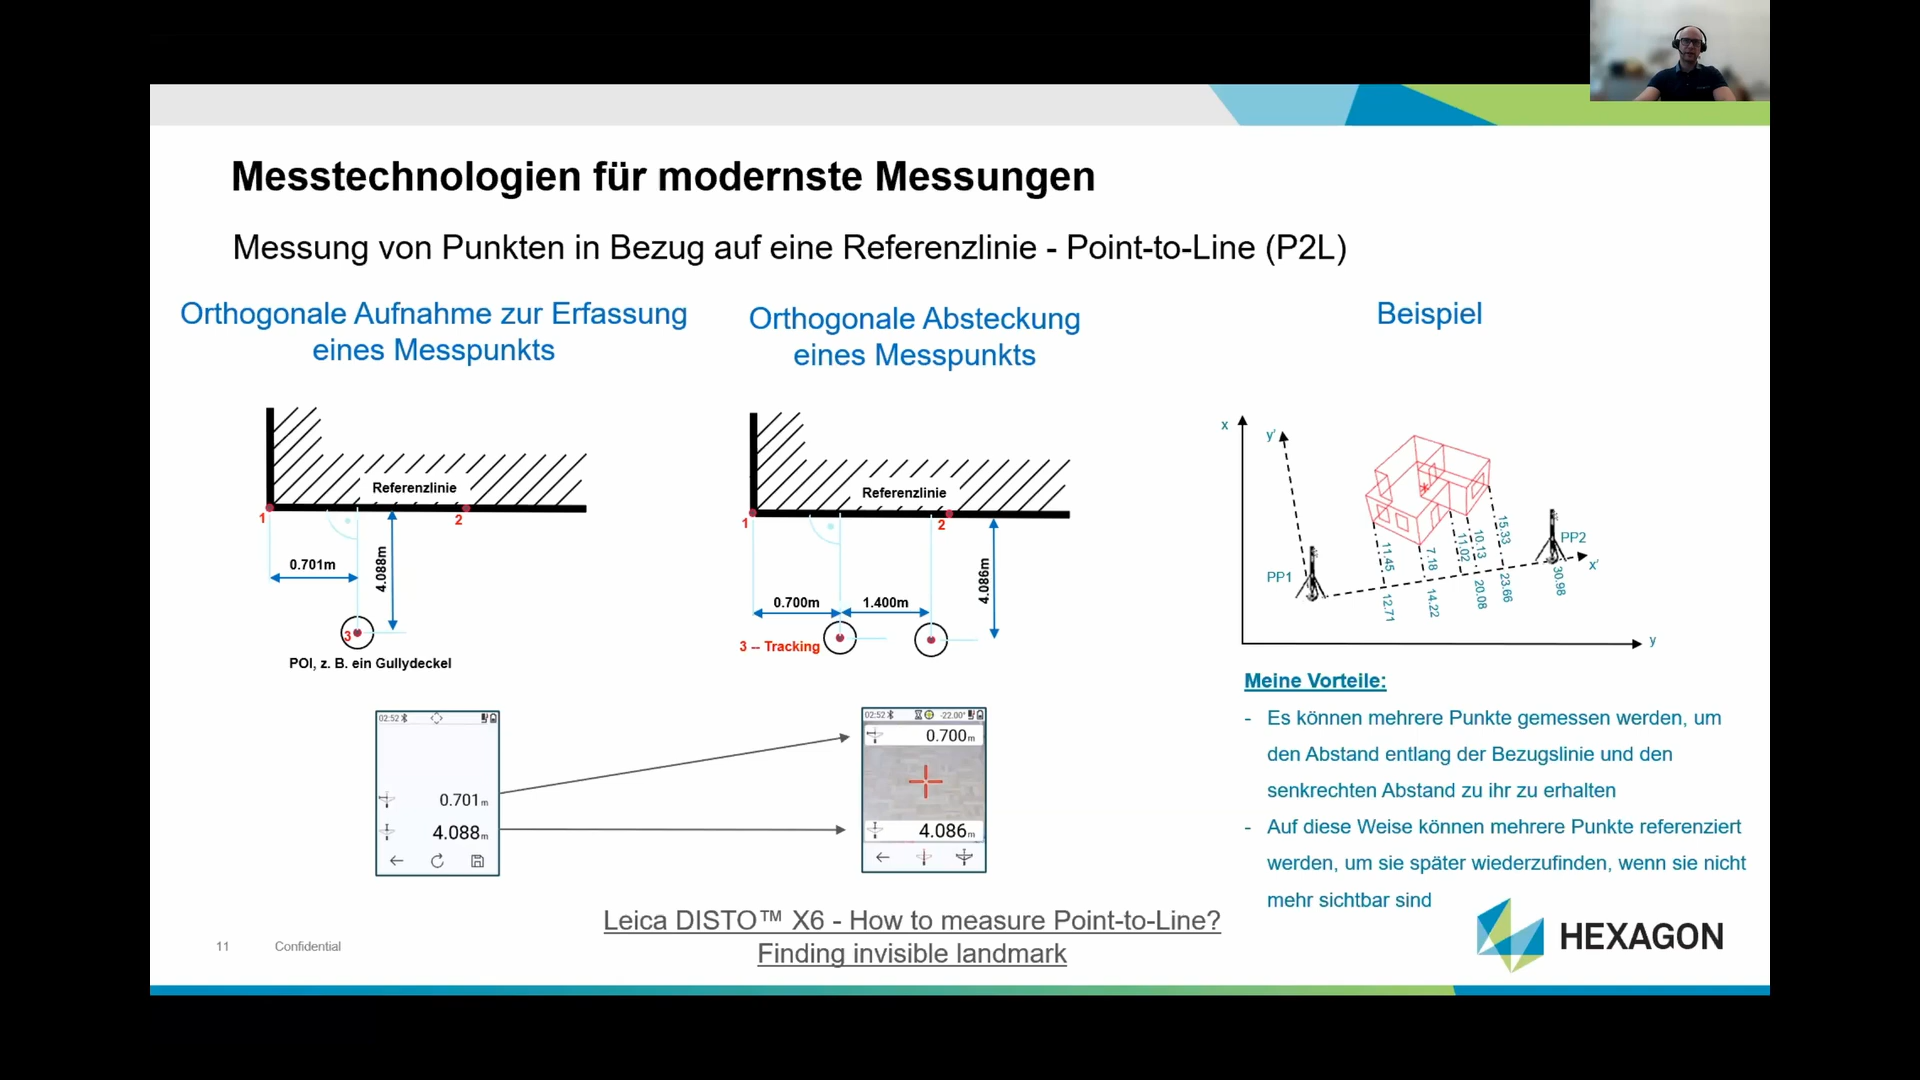 Messtechnologien für modernste Messungen
Messung von Punkten in Bezug auf eine Referenzlinie - Point-to-Line (P2L)
Orthogonale Aufnahme zur Erfassung
eines Messpunkts
Referenzlinie
1
2
0.701m
4.088m
3
POI, z. B. ein Gullydeckel
02:52
0.701m
4.088m
Orthogonale Absteckung
eines Messpunkts
Referenzlinie
1
2
0.700m
1.400m
4.086m
3 – Tracking
02:52 -22.00°
0.700m
4.086m
Beispiel
x
y'
PP1
PP2
x'
y
11.45
7.18
11.02
10.13
15.33
12.71
14.22
20.08
23.66
30.98
Meine Vorteile:
- Es können mehrere Punkte gemessen werden, um
den Abstand entlang der Bezugslinie und den
senkrechten Abstand zu ihr zu erhalten
- Auf diese Weise können mehrere Punkte referenziert
werden, um sie später wiederzufinden, wenn sie nicht
mehr sichtbar sind
Leica DISTO™ X6 - How to measure Point-to-Line?
Finding invisible landmark
11 Confidential
HEXAGON